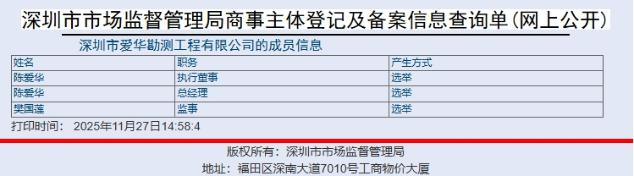 深圳市市场监督管理局商事主体登记及备案信息查询单(网上公开)
深圳市爱华勘测工程有限公司的成员信息
姓名 职务 产生方式
陈爱华 执行董事 选举
陈爱华 总经理 选举
樊国莲 监事 选举
打印时间： 2025年11月27日14:58:4
版权所有：深圳市市场监督管理局
地址：福田区深南大道7010号工商物价大厦